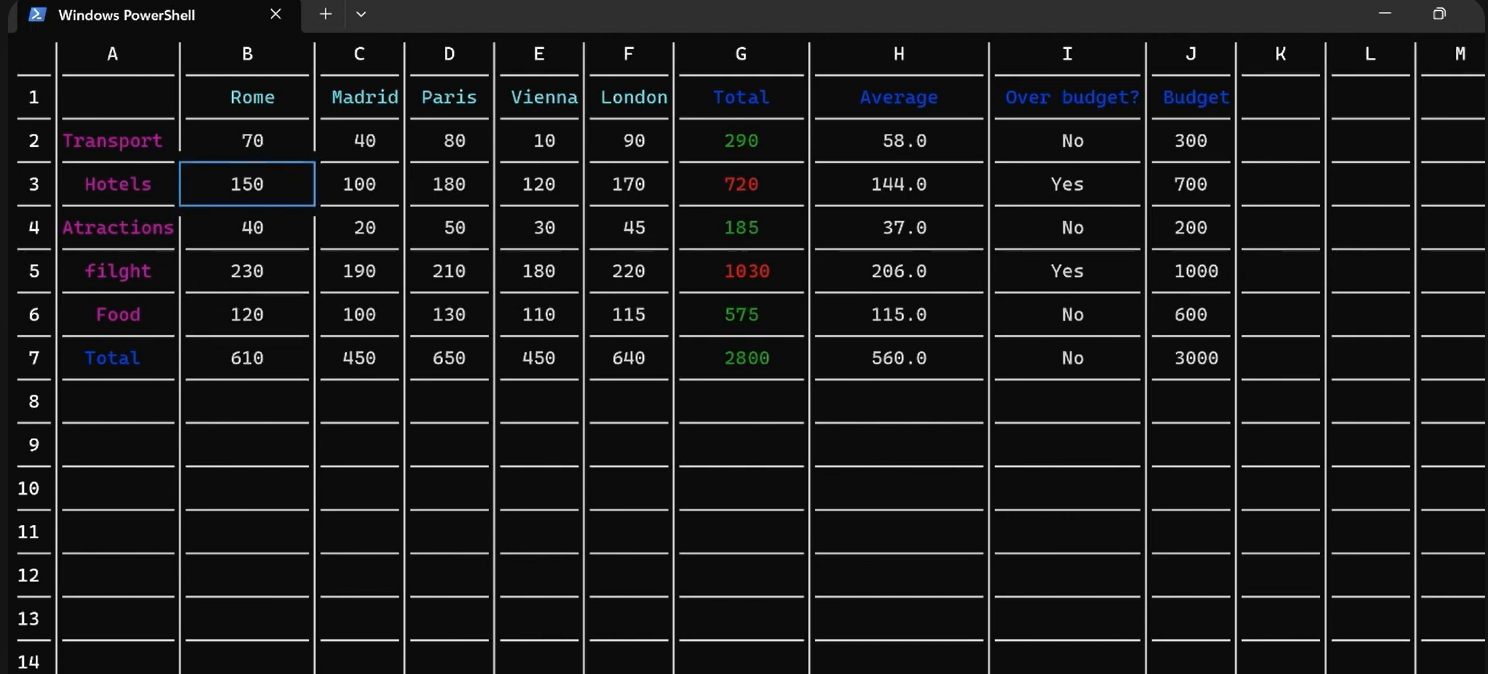 Windows PowerShell
A B C D E F G H I J K L M
1 Rome Madrid Paris Vienna London Total Average Over budget? Budget
2 Transport 70 40 80 10 90 290 58.0 No 300
3 Hotels 150 100 180 120 170 720 144.0 Yes 700
4 Atractions 40 20 50 30 45 185 37.0 No 200
5 filght 230 190 210 180 220 1030 206.0 Yes 1000
6 Food 120 100 130 110 115 575 115.0 No 600
7 Total 610 450 650 450 640 2800 560.0 No 3000
8
9
10
11
12
13
14